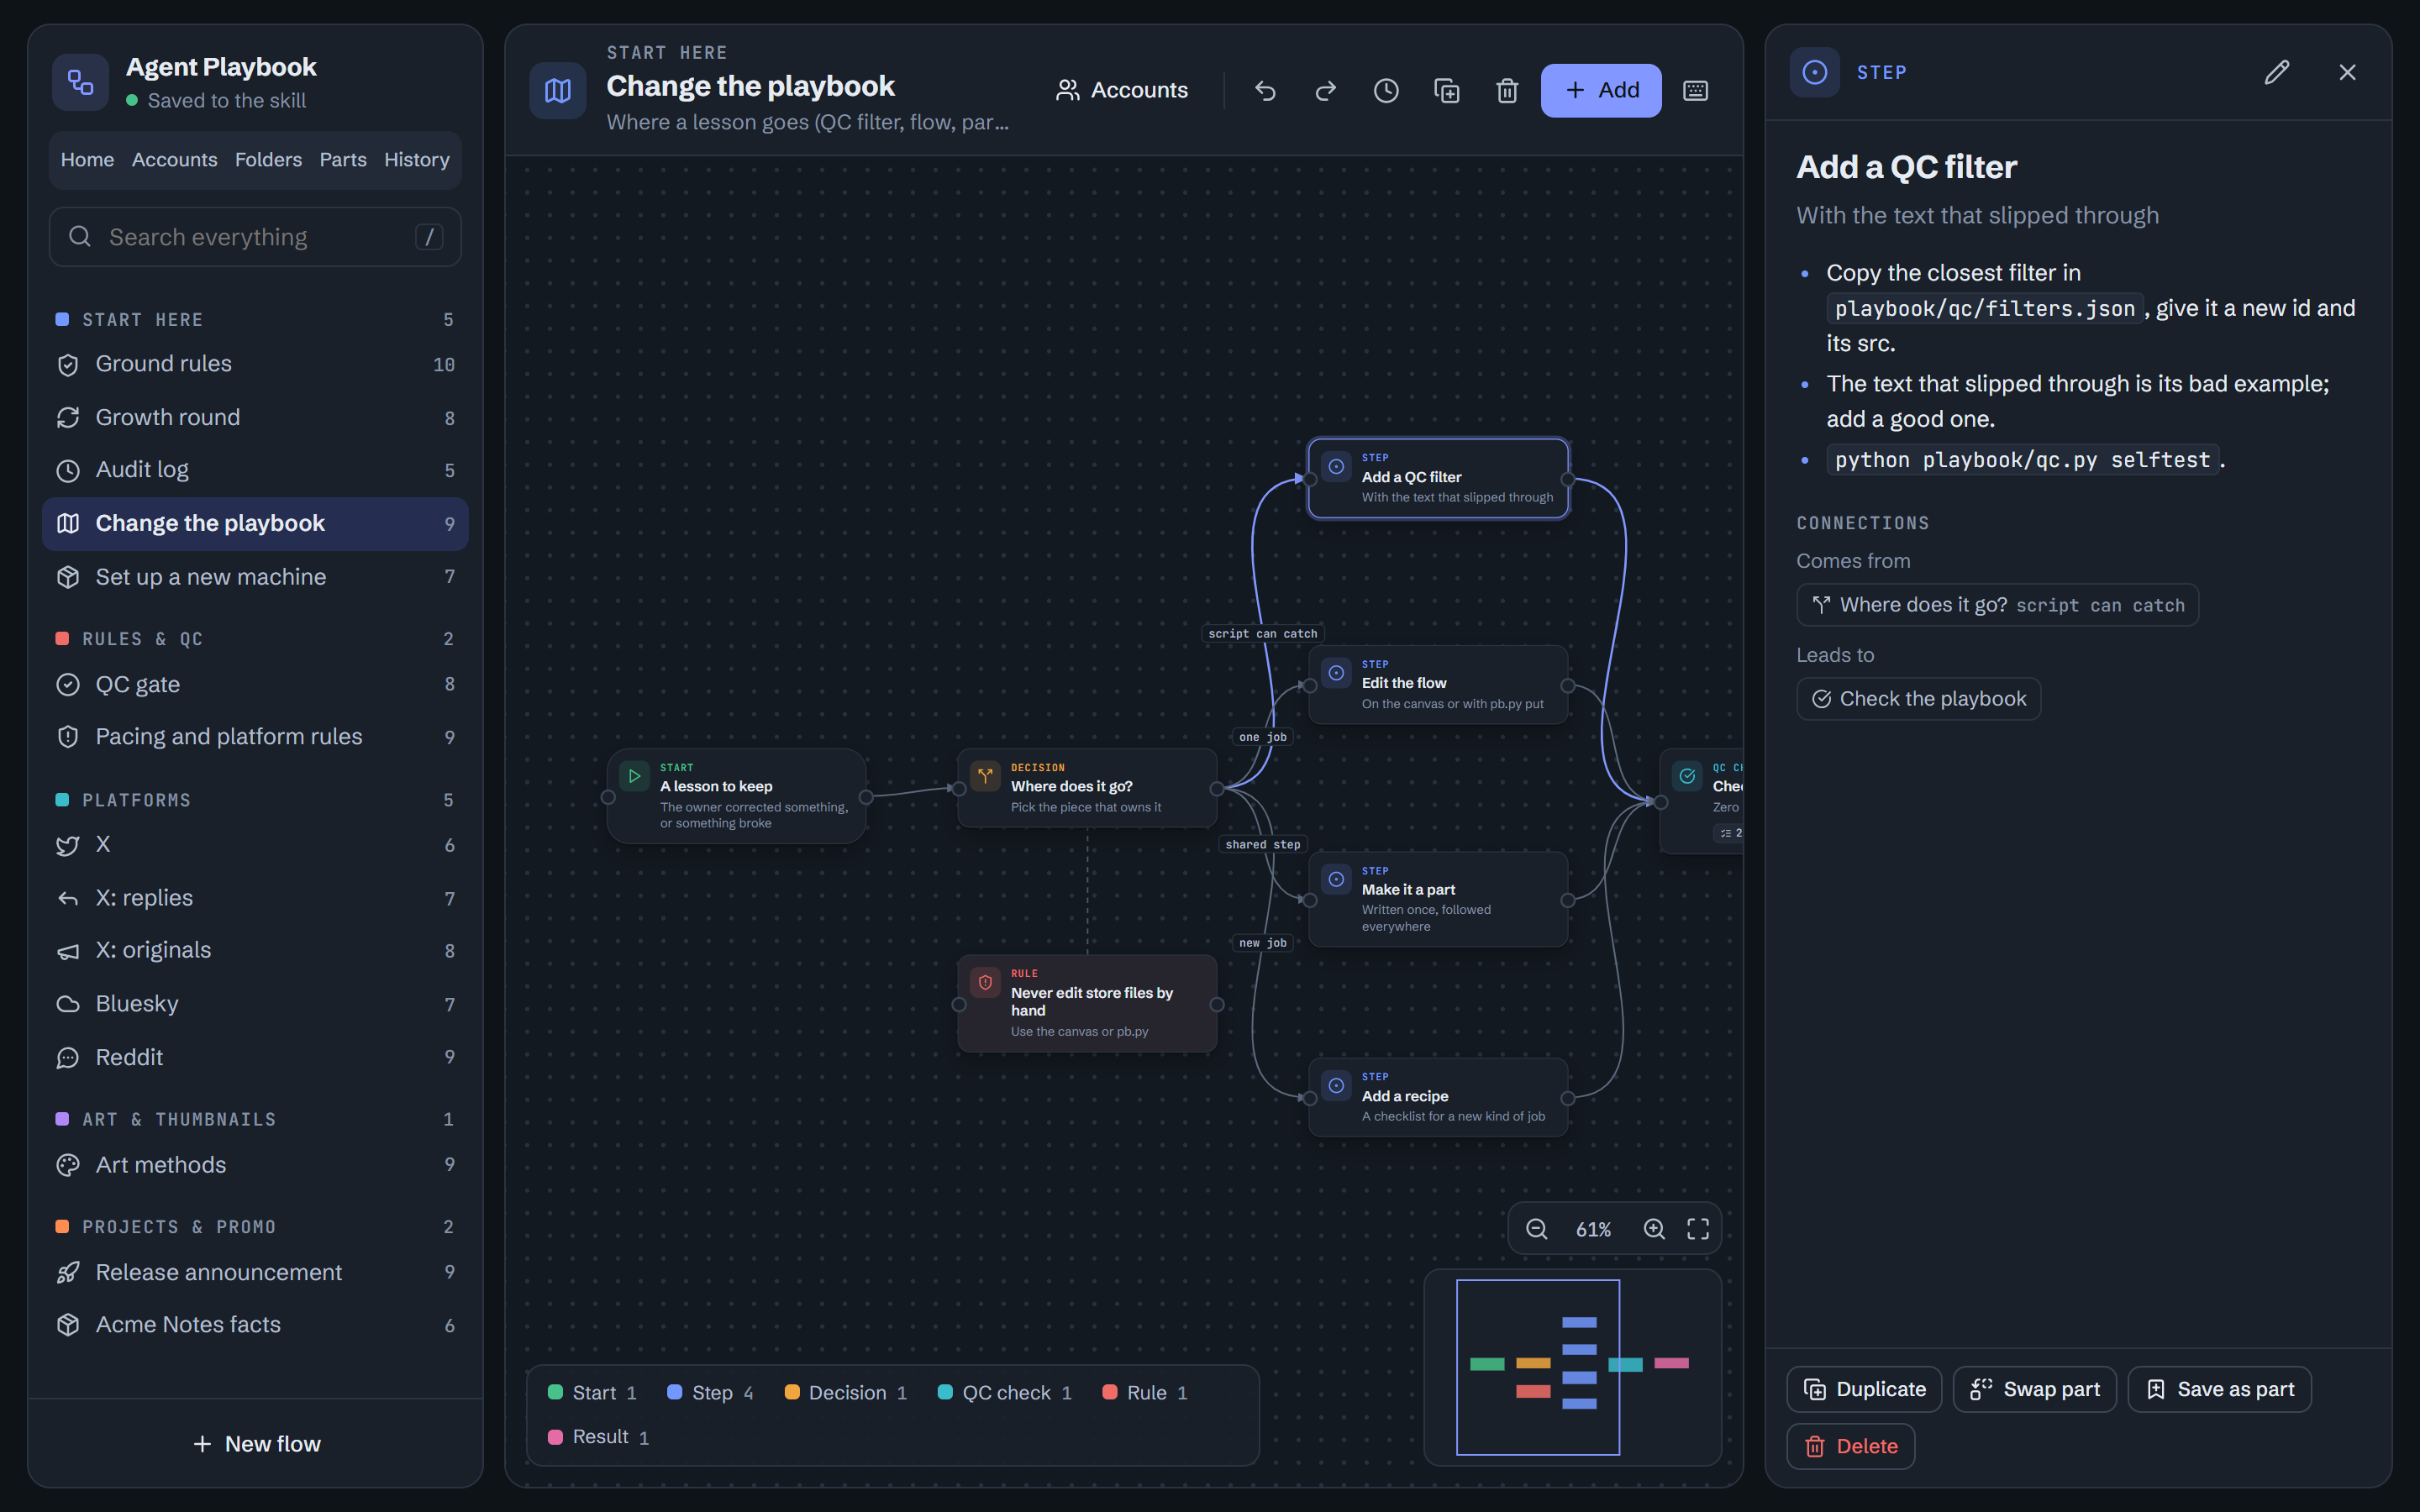 Agent Playbook
Saved to the skill
Home Accounts Folders Parts History
Search everything /
START HERE 5
Ground rules 10
Growth round 8
Audit log 5
Change the playbook 9
Set up a new machine 7
RULES & QC 2
QC gate 8
Pacing and platform rules 9
PLATFORMS 5
X 6
X: replies 7
X: originals 8
Bluesky 7
Reddit 9
ART & THUMBNAILS 1
Art methods 9
PROJECTS & PROMO 2
Release announcement 9
Acme Notes facts 6
New flow
START HERE
Change the playbook
Where a lesson goes (QC filter, flow, par...
Accounts
Add
STEP
Add a QC filter
With the text that slipped through
script can catch
STEP
Edit the flow
On the canvas or with pb.py put
one job
START
A lesson to keep
The owner corrected something,
or something broke
DECISION
Where does it go?
Pick the piece that owns it
QC CH
Chec
Zero
2
shared step
STEP
Make it a part
Written once, followed
everywhere
new job
RULE
Never edit store files by
hand
Use the canvas or pb.py
STEP
Add a recipe
A checklist for a new kind of job
61%
Start 1 Step 4 Decision 1 QC check 1 Rule 1
Result 1
STEP
Add a QC filter
With the text that slipped through
Copy the closest filter in
playbook/qc/filters.json, give it a new id and
its src.
The text that slipped through is its bad example;
add a good one.
python playbook/qc.py selftest.
CONNECTIONS
Comes from
Where does it go? script can catch
Leads to
Check the playbook
Duplicate
Swap part
Save as part
Delete